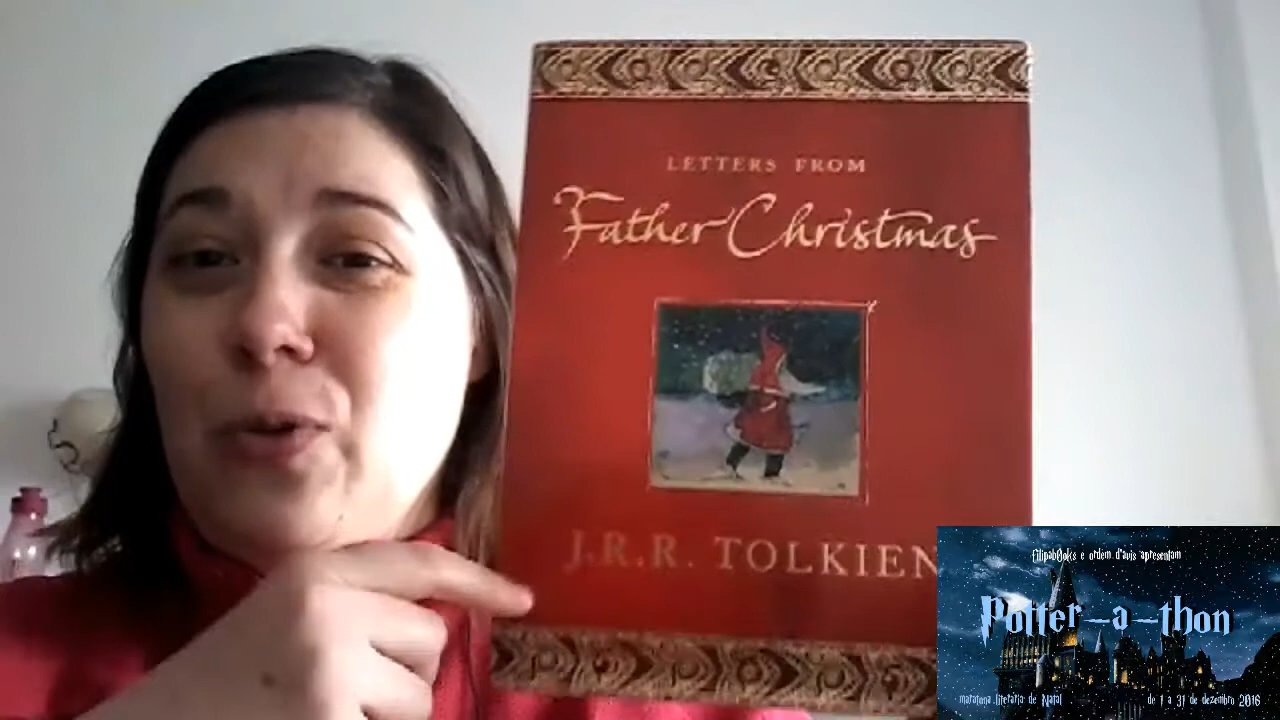 LETTERS FROM
Father Christmas
J.R.R. TOLKIEN
filipabooks e ordem d'avis apresentam
Potter-a-thon
maratona literária de Natal
de 1 a 31 de dezembro 2016